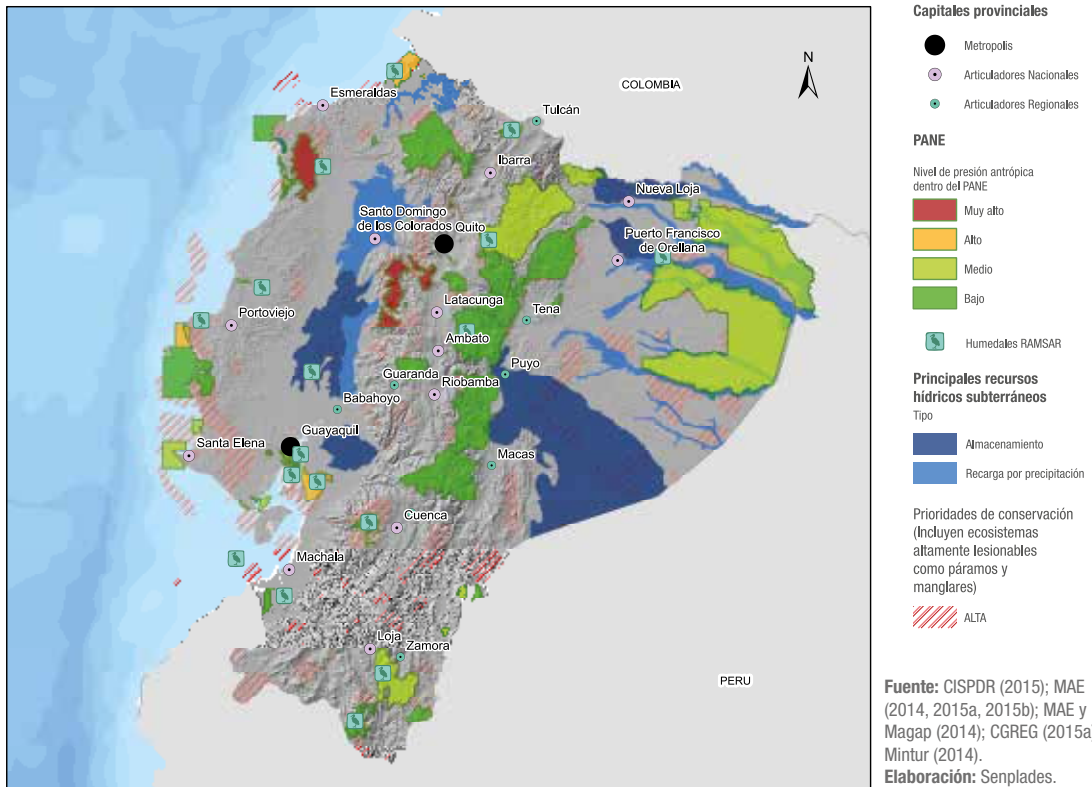 N
COLOMBIA
Esmeraldas
Tulcán
Ibarra
Nueva Loja
Santo Domingo
de los Colorados
Quito
Puerto Francisco
de Orellana
Portoviejo
Latacunga
Tena
Ambato
Puyo
Guaranda
Riobamba
Babahoyo
Guayaquil
Santa Elena
Macas
Cuenca
Machala
Loja
Zamora
PERU
Capitales provinciales
Metropolis
Articuladores Nacionales
Articuladores Regionales
PANE
Nivel de presión antrópica
dentro del PANE
Muy alto
Alto
Medio
Bajo
Humedales RAMSAR
Principales recursos
hídricos subterráneos
Tipo
Almacenamiento
Recarga por precipitación
Prioridades de conservación
(Incluyen ecosistemas
altamente lesionables
como páramos y
manglares)
ALTA
Fuente: CISPDR (2015); MAE
(2014, 2015a, 2015b); MAE y
Magap (2014); CGREG (2015a
Mintur (2014).
Elaboración: Senplades.